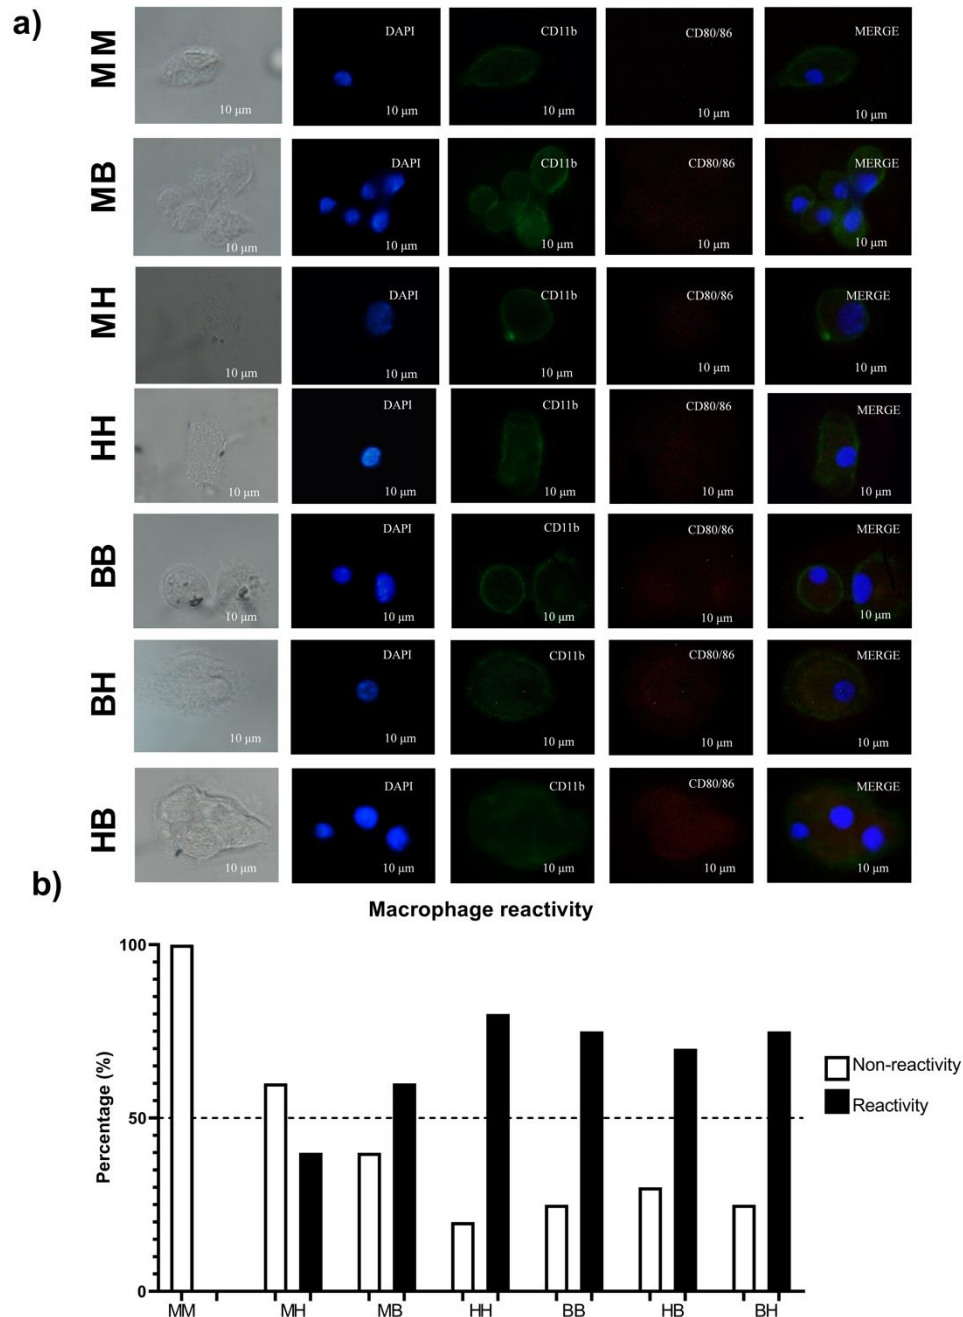 a)
MM
DAPI
CD11b
CD80/86
MERGE
10 μm
10 μm
10 μm
10 μm
10 μm
MB
DAPI
CD11b
CD80/86
MERGE
10 μm
10 μm
10 μm
10 μm
10 μm
MH
DAPI
CD11b
CD80/86
MERGE
10 μm
10 μm
10 μm
10 μm
10 μm
HH
DAPI
CD11b
CD80/86
MERGE
10 μm
10 μm
10 μm
10 μm
10 μm
BB
DAPI
CD11b
CD80/86
MERGE
10 μm
10 μm
10 μm
10 μm
10 μm
BH
DAPI
CD11b
CD80/86
MERGE
10 μm
10 μm
10 μm
10 μm
10 μm
HB
DAPI
CD11b
CD80/86
MERGE
10 μm
10 μm
10 μm
10 μm
10 μm
b)
Macrophage reactivity
Percentage (%)
100
50
0
MM MH MB HH BB HB BH
Non-reactivity
Reactivity